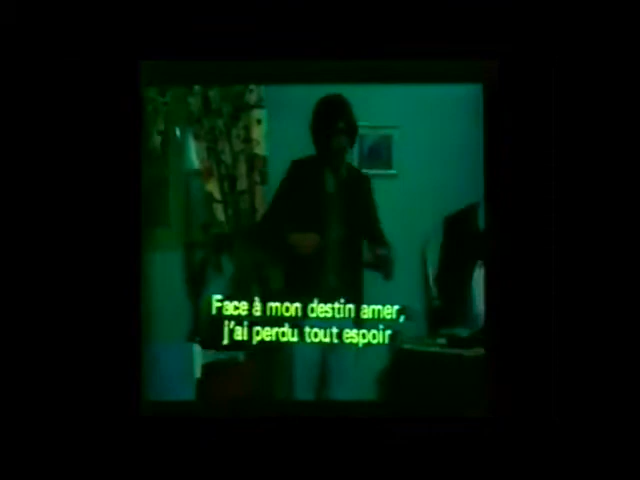 Face à mon destin amer,
j'ai perdu tout espoir